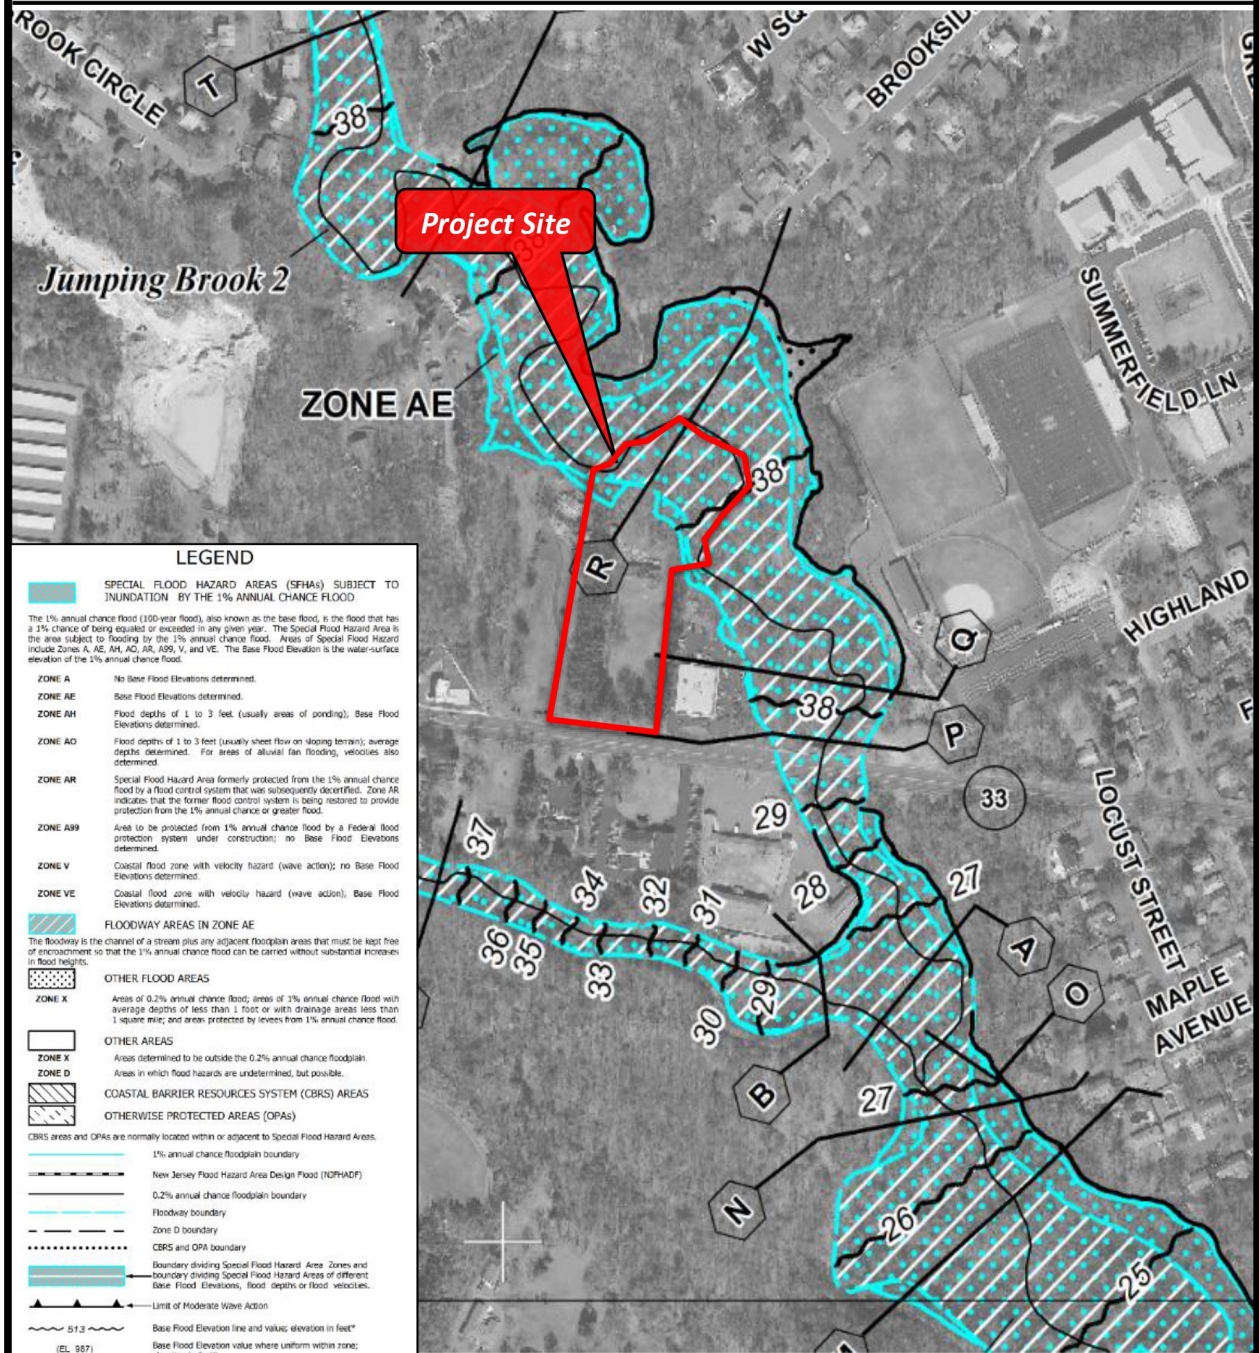 ROOK CIRCLE
T
W SQ
BROOKSID
38
Project Site
38
Jumping Brook 2
SUMMERFIELD LN
ZONE AE
38
R
HIGHLAND
Q
38
P
33
LOCUST STREET
29
37
34
32
31
28
27
36
35
33
30
29
A
O
MAPLE
AVENUE
B
27
N
26
25
LEGEND
SPECIAL FLOOD HAZARD AREAS (SFHAs) SUBJECT TO
INUNDATION BY THE 1% ANNUAL CHANCE FLOOD
The 1% annual chance flood (100-year flood), also known as the base flood, is the flood that has
a 1% chance of being equaled or exceeded in any given year. The Special Flood Hazard Area is
the area subject to flooding by the 1% annual chance flood. Areas of Special Flood Hazard
include Zones A, AE, AH, AO, AR, A99, V, and VE. The Base Flood Elevation is the water-surface
elevation of the 1% annual chance flood.
ZONE A No Base Flood Elevations determined.
ZONE AE Base Flood Elevations determined.
ZONE AH Flood depths of 1 to 3 feet (usually areas of ponding); Base Flood
Elevations determined.
ZONE AO Flood depths of 1 to 3 feet (usually sheet flow on sloping terrain); average
depths determined. For areas of alluvial fan flooding, velocities also
determined.
ZONE AR Special Flood Hazard Area formerly protected from the 1% annual chance
flood by a flood control system that was subsequently decertified. Zone AR
indicates that the former flood control system is being restored to provide
protection from the 1% annual chance or greater flood.
ZONE A99 Area to be protected from 1% annual chance flood by a Federal flood
protection system under construction; no Base Flood Elevations
determined.
ZONE V Coastal flood zone with velocity hazard (wave action); no Base Flood
Elevations determined.
ZONE VE Coastal flood zone with velocity hazard (wave action); Base Flood
Elevations determined.
FLOODWAY AREAS IN ZONE AE
The floodway is the channel of a stream plus any adjacent floodplain areas that must be kept free
of encroachment so that the 1% annual chance flood can be carried without substantial increases
in flood heights.
OTHER FLOOD AREAS
ZONE X Areas of 0.2% annual chance flood; areas of 1% annual chance flood with
average depths of less than 1 foot or with drainage areas less than
1 square mile; and areas protected by levees from 1% annual chance flood.
OTHER AREAS
ZONE X Areas determined to be outside the 0.2% annual chance floodplain.
ZONE D Areas in which flood hazards are undetermined, but possible.
COASTAL BARRIER RESOURCES SYSTEM (CBRS) AREAS
OTHERWISE PROTECTED AREAS (OPAs)
CBRS areas and OPAs are normally located within or adjacent to Special Flood Hazard Areas.
1% annual chance floodplain boundary
New Jersey Flood Hazard Area Design Flood (NJFHADF)
0.2% annual chance floodplain boundary
Floodway boundary
Zone D boundary
CBRS and OPA boundary
Boundary dividing Special Flood Hazard Area Zones and
boundary dividing Special Flood Hazard Areas of different
Base Flood Elevations, flood depths or flood velocities.
Limit of Moderate Wave Action
513 Base Flood Elevation line and value; elevation in feet*
(EL 987) Base Flood Elevation value where uniform within zone;